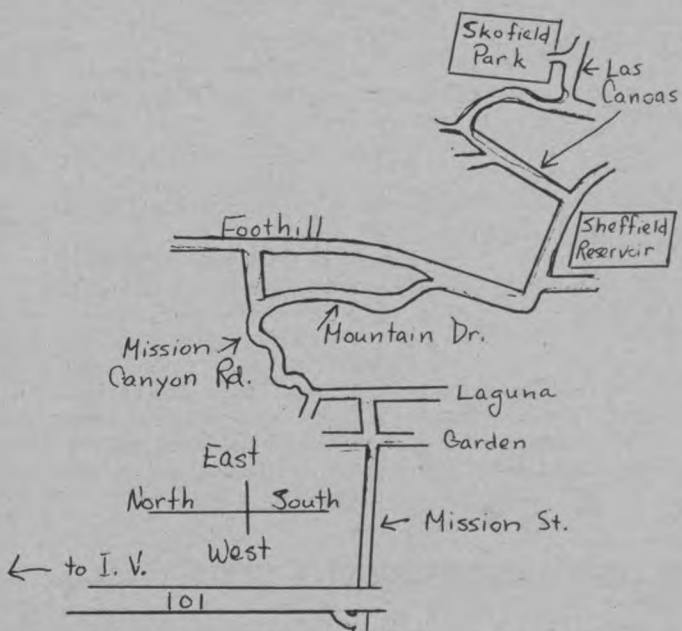 Skofield
Park
← Las
Canoas
Sheffield
Reservoir
Foothill
Mountain Dr.
Mission
Canyon Rd.
Laguna
Garden
East
North South
West
← Mission St.
← to I. V.
101